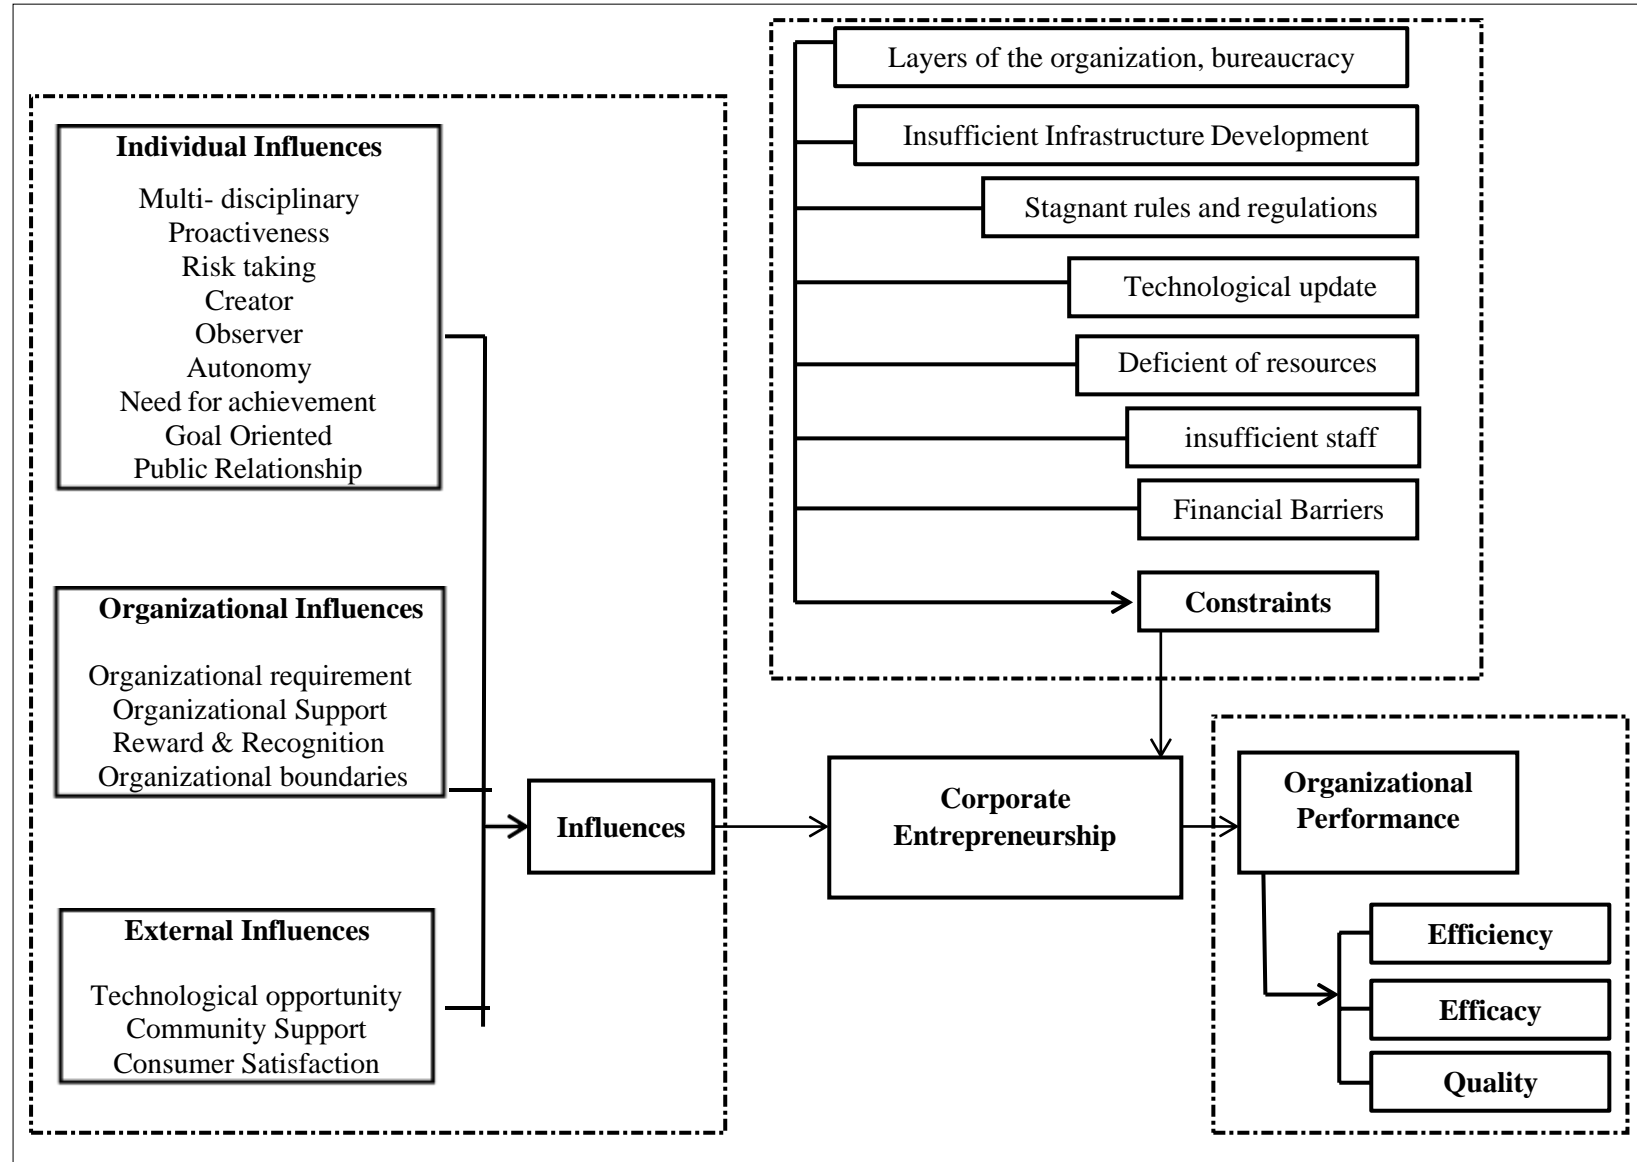 Individual Influences
Multi- disciplinary
Proactiveness
Risk taking
Creator
Observer
Autonomy
Need for achievement
Goal Oriented
Public Relationship
Organizational Influences
Organizational requirement
Organizational Support
Reward & Recognition
Organizational boundaries
External Influences
Technological opportunity
Community Support
Consumer Satisfaction
Influences
Layers of the organization, bureaucracy
Insufficient Infrastructure Development
Stagnant rules and regulations
Technological update
Deficient of resources
insufficient staff
Financial Barriers
Constraints
Corporate
Entrepreneurship
Organizational
Performance
Efficiency
Efficacy
Quality